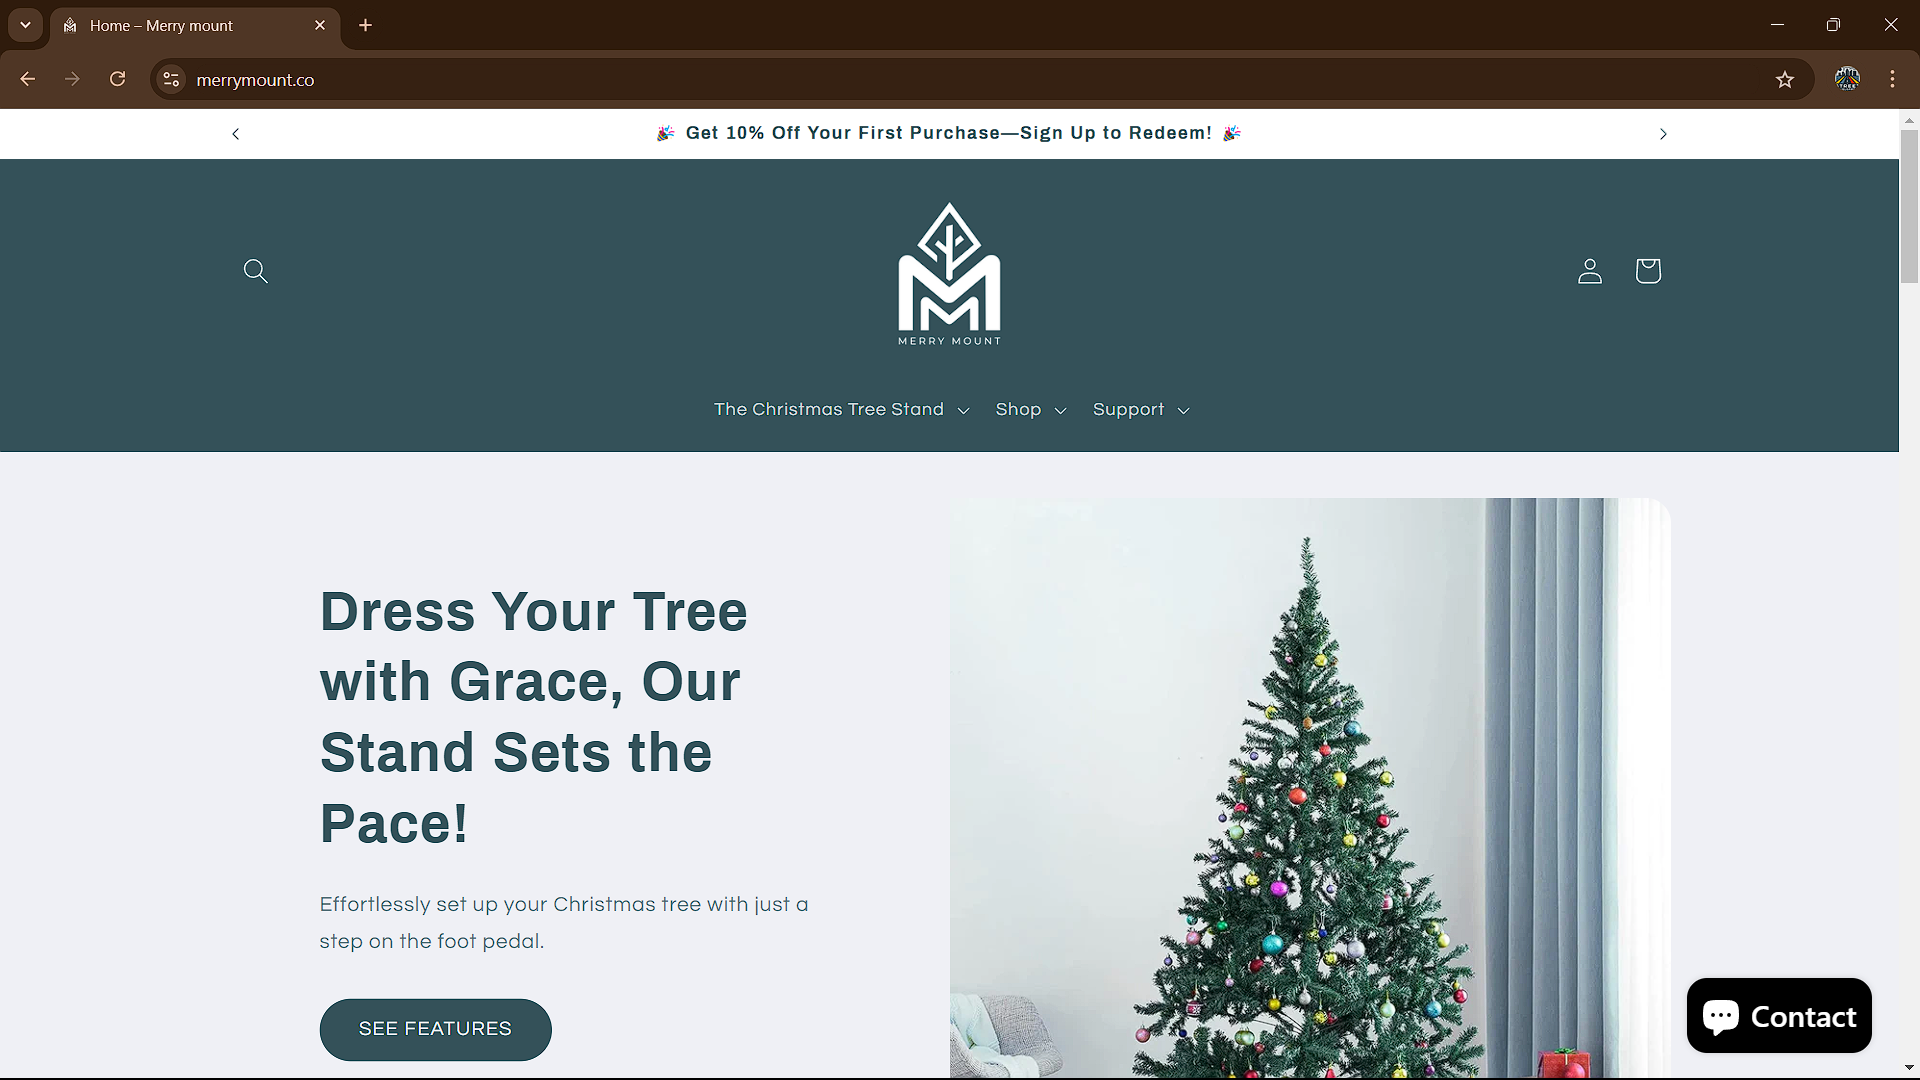 Home – Merry mount
merrymount.co
Get 10% Off Your First Purchase—Sign Up to Redeem!
MERRY MOUNT
The Christmas Tree Stand
Shop
Support
Dress Your Tree
with Grace, Our
Stand Sets the
Pace!
Effortlessly set up your Christmas tree with just a
step on the foot pedal.
SEE FEATURES
Contact